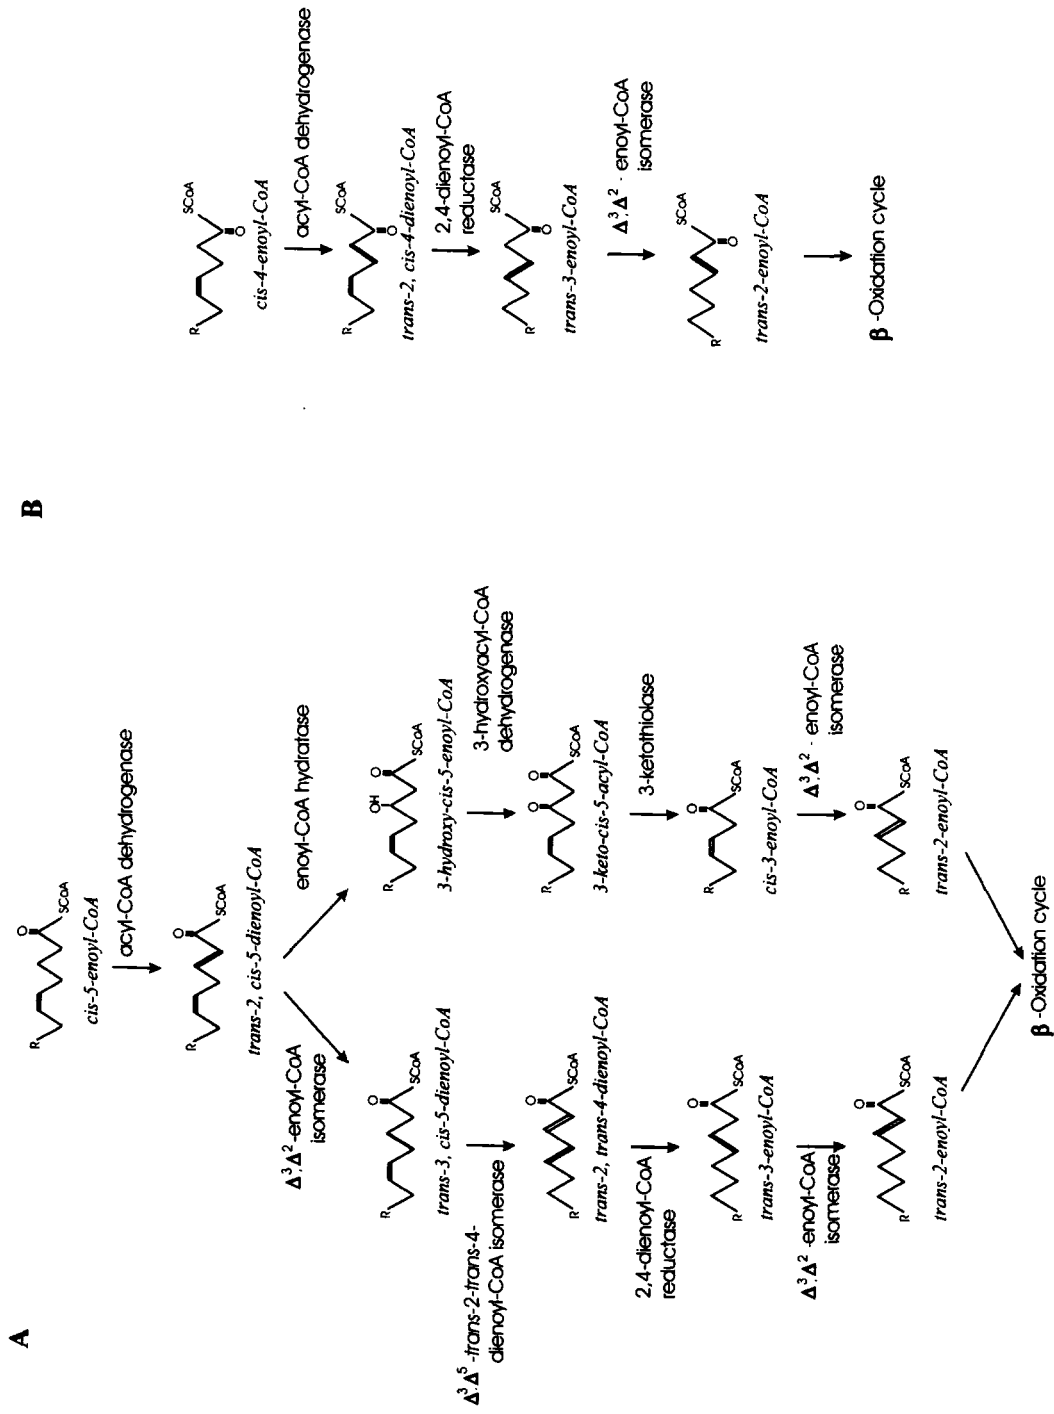 A
R
O
SCoA
cis-5-enoyl-CoA
acyl-CoA dehydrogenase
R
O
SCoA
trans-2, cis-5-dienoyl-CoA
Δ³,Δ²-enoyl-CoA
isomerase
R
O
SCoA
trans-3, cis-5-dienoyl-CoA
Δ³,Δ⁵ -trans-2-trans-4-
dienoyl-CoA isomerase
R
O
SCoA
trans-2, trans-4-dienoyl-CoA
2,4-dienoyl-CoA
reductase
R
O
SCoA
trans-3-enoyl-CoA
Δ³,Δ² -enoyl-CoA
isomerase
R
O
SCoA
trans-2-enoyl-CoA
enoyl-CoA hydratase
R
OH
O
SCoA
3-hydroxy-cis-5-enoyl-CoA
3-hydroxyacyl-CoA
dehydrogenase
R
O
O
SCoA
3-keto-cis-5-acyl-CoA
3-ketothiolase
R
O
SCoA
cis-3-enoyl-CoA
Δ³,Δ² - enoyl-CoA
isomerase
R
O
SCoA
trans-2-enoyl-CoA
β -Oxidation cycle
B
R
SCoA
O
cis-4-enoyl-CoA
acyl-CoA dehydrogenase
R
SCoA
O
trans-2, cis-4-dienoyl-CoA
2,4-dienoyl-CoA
reductase
R
SCoA
O
trans-3-enoyl-CoA
Δ³,Δ² - enoyl-CoA
isomerase
R
SCoA
O
trans-2-enoyl-CoA
β -Oxidation cycle